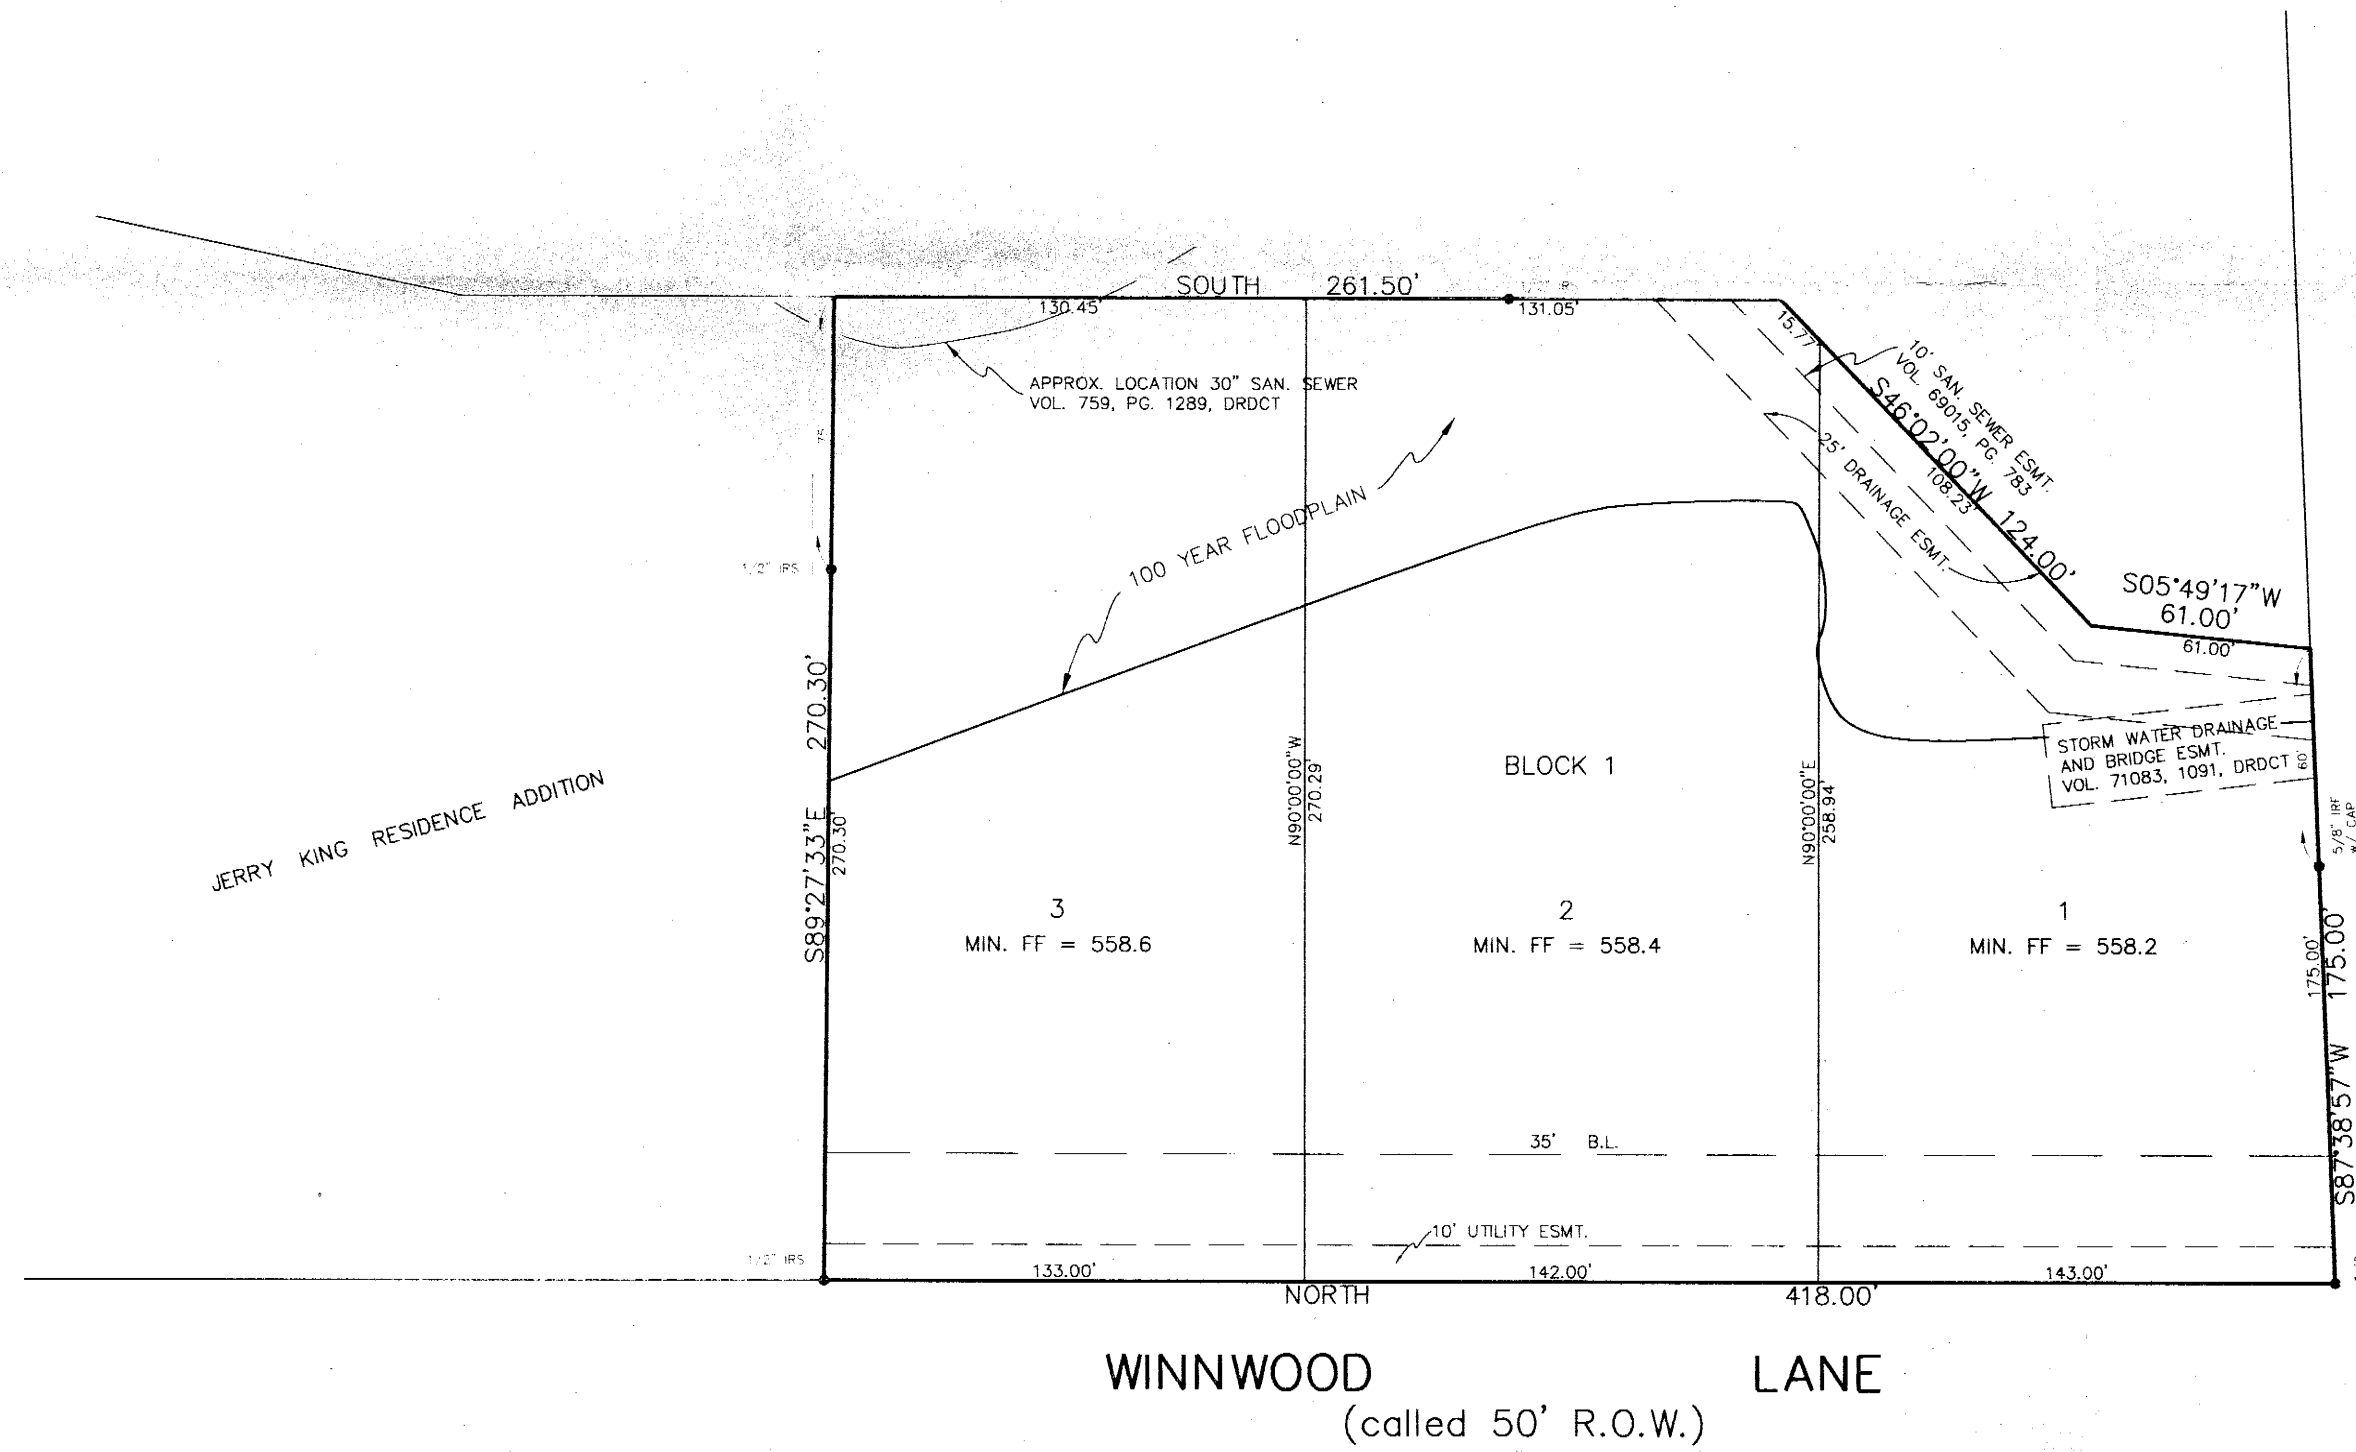 SOUTH 261.50'
130.45'
131.05'
15.77'
10' SAN. SEWER ESMT.
VOL. 69015, PG. 783
S46°02'00"W 124.00'
108.23'
25' DRAINAGE ESMT.
APPROX. LOCATION 30" SAN. SEWER
VOL. 759, PG. 1289, DRDCT
75'
100 YEAR FLOODPLAIN
1/2" IRS
S05°49'17"W
61.00'
61.00'
S89°27'33"E 270.30'
270.30'
N90°00'00"W
270.29'
BLOCK 1
N90°00'00"E
258.94'
STORM WATER DRAINAGE
AND BRIDGE ESMT.
VOL. 71083, 1091, DRDCT
60'
5/8" IRF
W/ CAP
JERRY KING RESIDENCE ADDITION
3
MIN. FF = 558.6
2
MIN. FF = 558.4
1
MIN. FF = 558.2
175.00'
S87°38'57"W 175.00'
35' B.L.
10' UTILITY ESMT.
1/2" IRS
133.00'
142.00'
143.00'
NORTH 418.00'
WINNWOOD LANE
(called 50' R.O.W.)